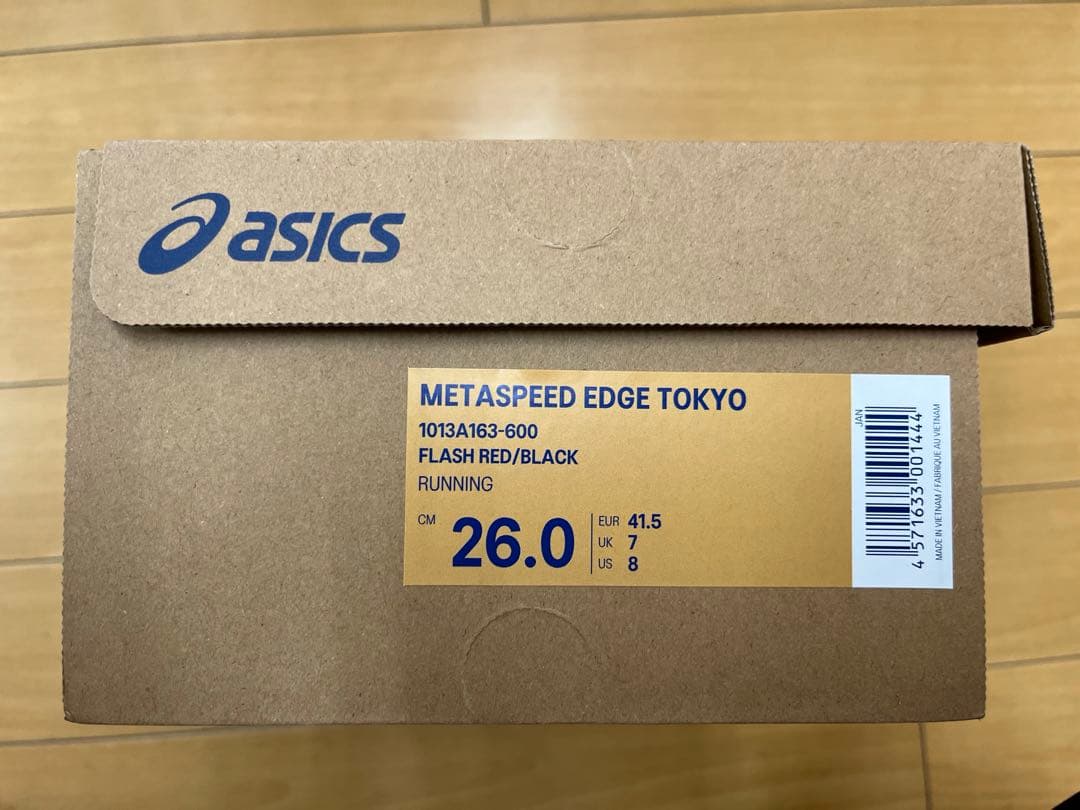 asics
METASPEED EDGE TOKYO
1013A163-600
FLASH RED/BLACK
RUNNING
CM 26.0
EUR 41.5
UK 7
US 8
JAN
4 571633 001444
MADE IN VIETNAM / FABRIQUE AU VIETNAM